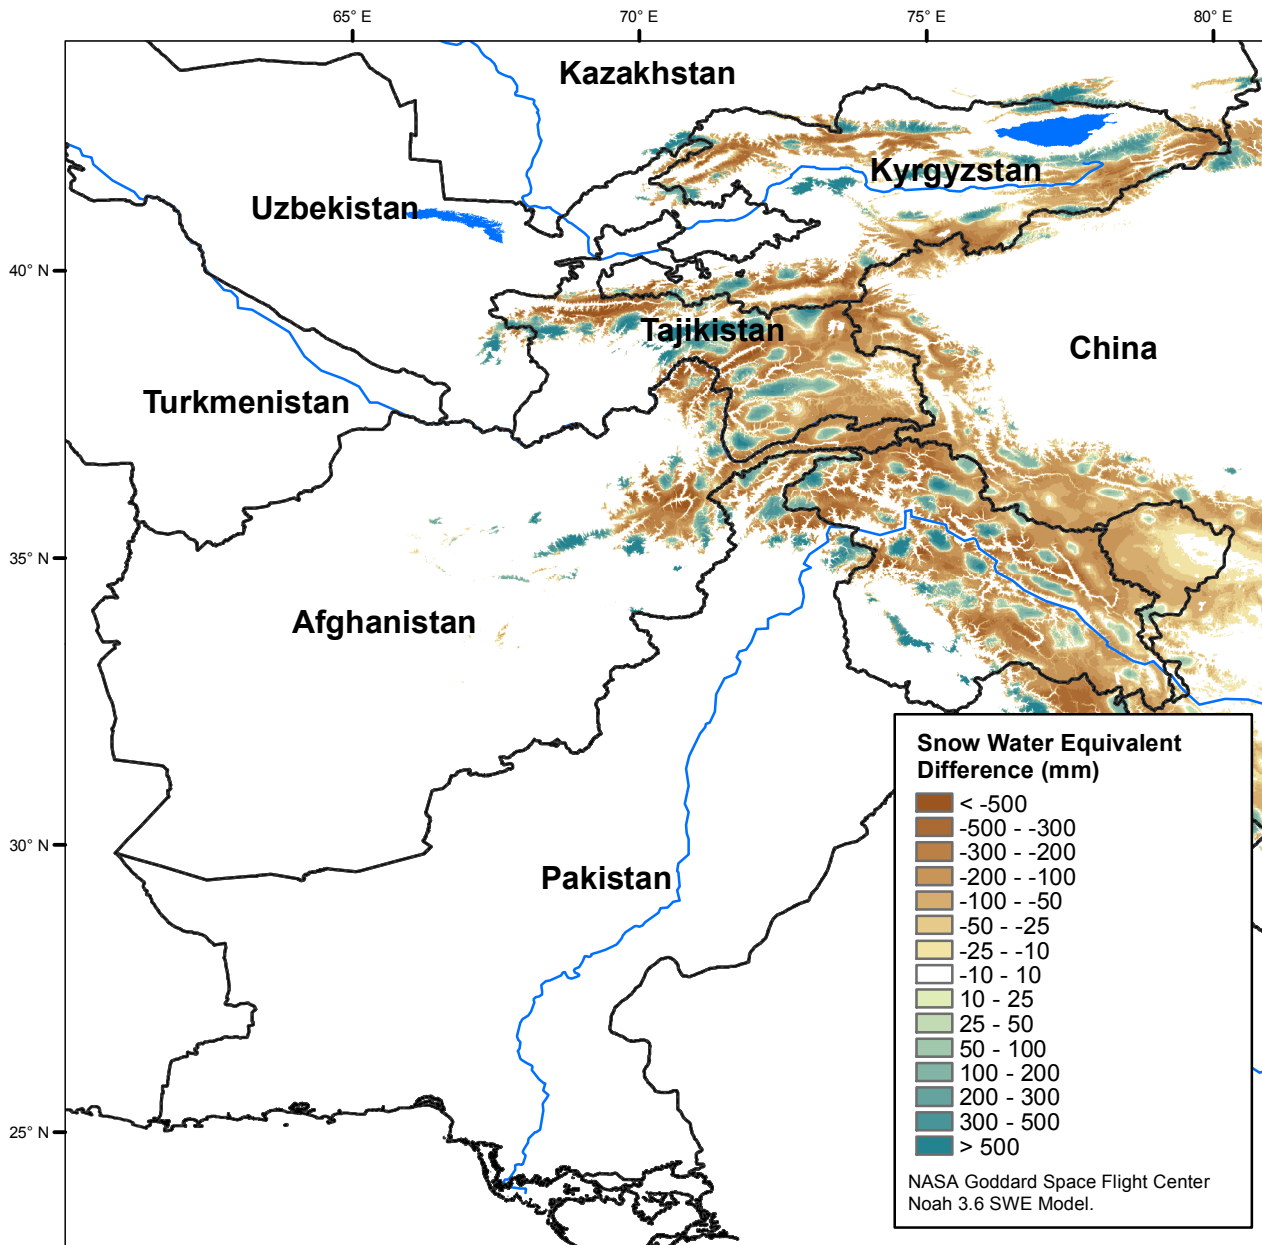 65° E
70° E
75° E
80° E
Kazakhstan
Kyrgyzstan
Uzbekistan
40° N
Tajikistan
China
Turkmenistan
35° N
Afghanistan
30° N
Pakistan
25° N
Snow Water Equivalent
Difference (mm)
< -500
-500 - -300
-300 - -200
-200 - -100
-100 - -50
-50 - -25
-25 - -10
-10 - 10
10 - 25
25 - 50
50 - 100
100 - 200
200 - 300
300 - 500
> 500
NASA Goddard Space Flight Center
Noah 3.6 SWE Model.